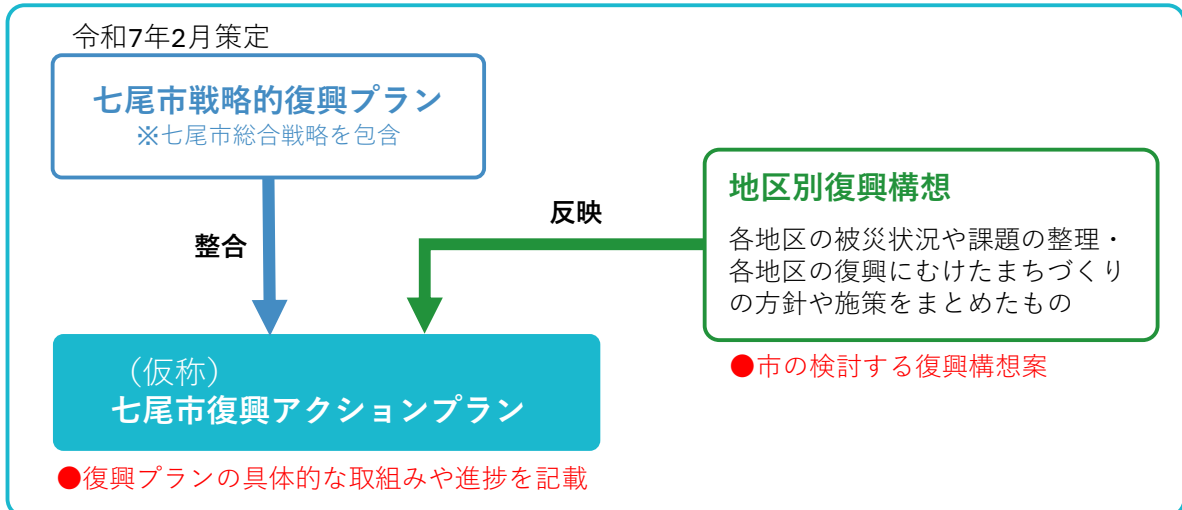 令和7年2月策定
七尾市戦略的復興プラン
※七尾市総合戦略を包含
整合
反映
地区別復興構想
各地区の被災状況や課題の整理・
各地区の復興にむけたまちづくり
の方針や施策をまとめたもの
●市の検討する復興構想案
（仮称）
七尾市復興アクションプラン
●復興プランの具体的な取組みや進捗を記載